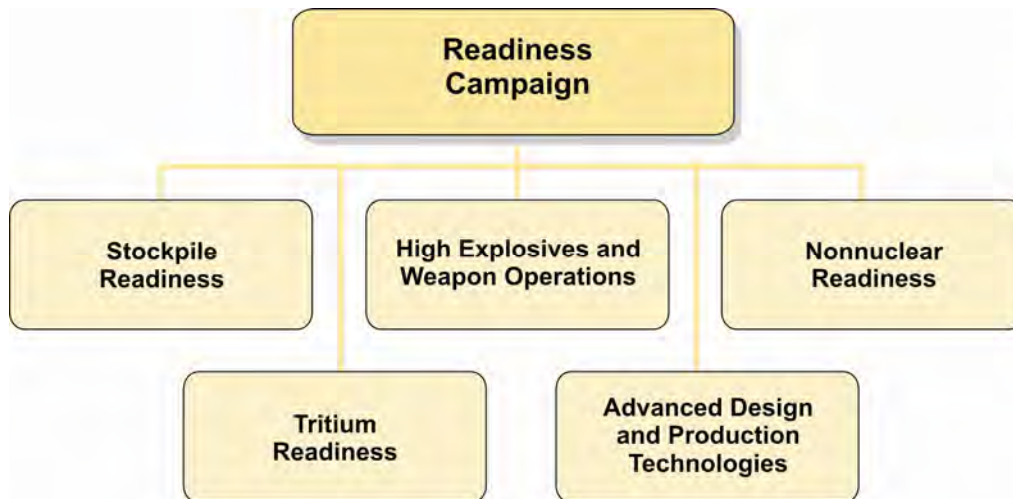 Readiness
Campaign
Stockpile
Readiness
High Explosives and
Weapon Operations
Nonnuclear
Readiness
Tritium
Readiness
Advanced Design
and Production
Technologies